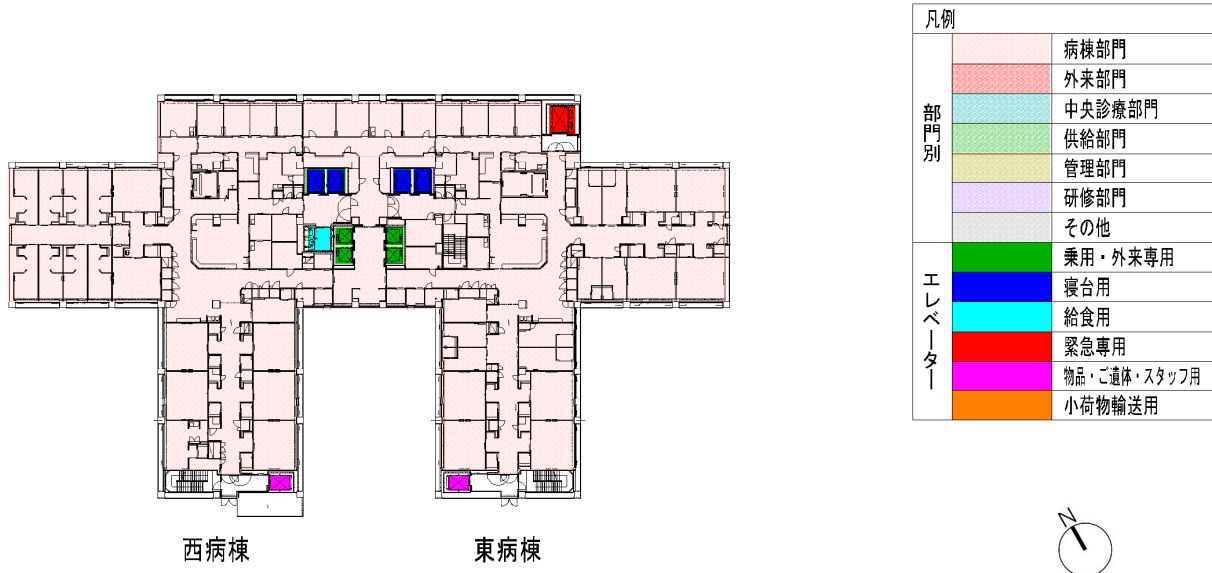 凡例
部門別
病棟部門
外来部門
中央診療部門
供給部門
管理部門
研修部門
その他
エレベーター
乗用・外来専用
寝台用
給食用
緊急専用
物品・ご遺体・スタッフ用
小荷物輸送用
西病棟
東病棟
N